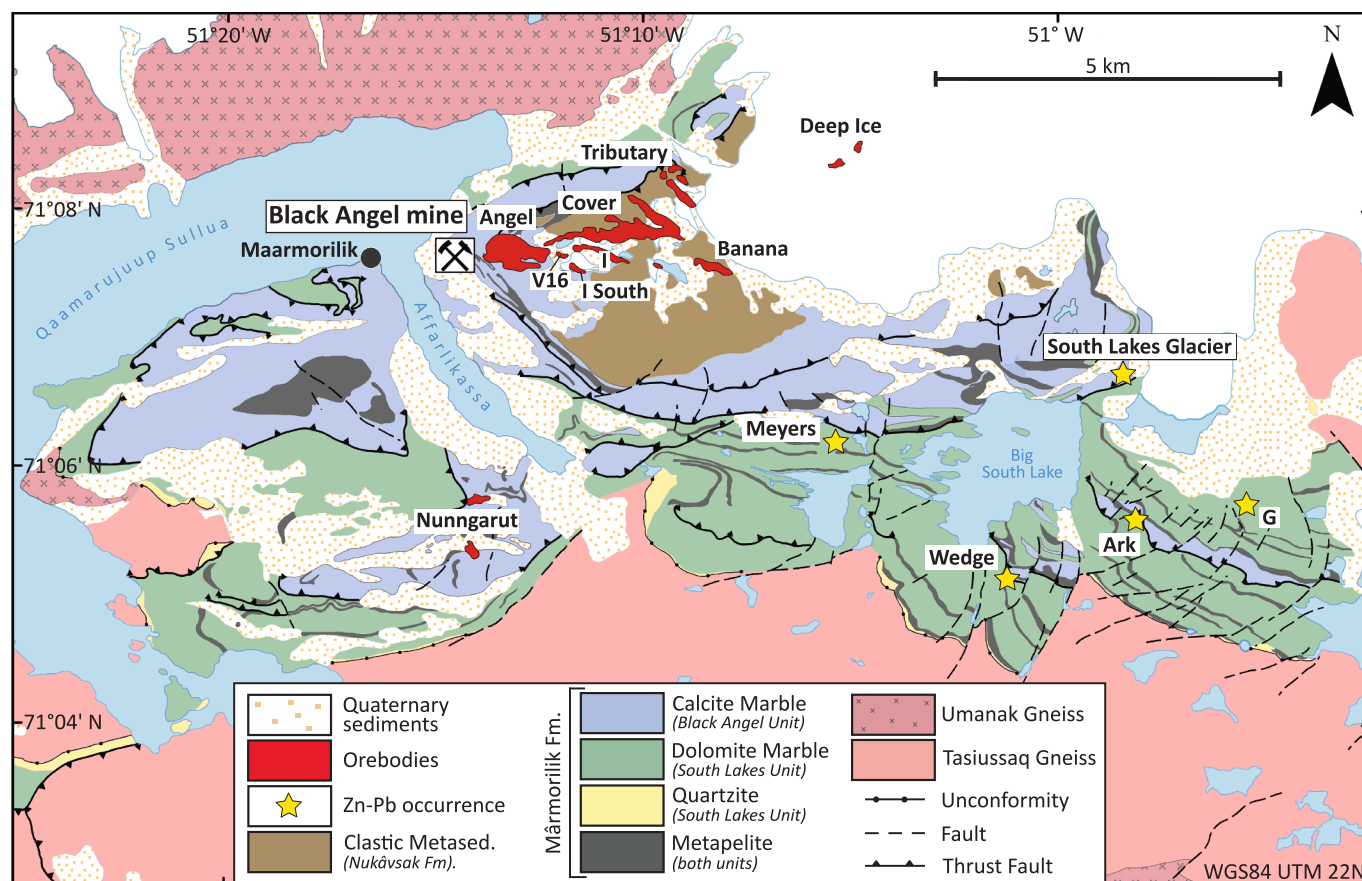 51°20' W
51°10' W
51° W
N
5 km
Deep Ice
Tributary
71°08' N
Black Angel mine
Angel
Cover
Maarmorilik
Banana
I
V16
I South
Qaamarujuup Sullua
Affarlikassa
South Lakes Glacier
Meyers
71°06' N
Big
South Lake
Nunngarut
G
Ark
Wedge
71°04' N
Quaternary
sediments
Orebodies
Zn-Pb occurrence
Clastic Metased.
(Nukâvsak Fm).
Mârmorilik Fm.
Calcite Marble
(Black Angel Unit)
Dolomite Marble
(South Lakes Unit)
Quartzite
(South Lakes Unit)
Metapelite
(both units)
Umanak Gneiss
Tasiussaq Gneiss
Unconformity
Fault
Thrust Fault
WGS84 UTM 22N